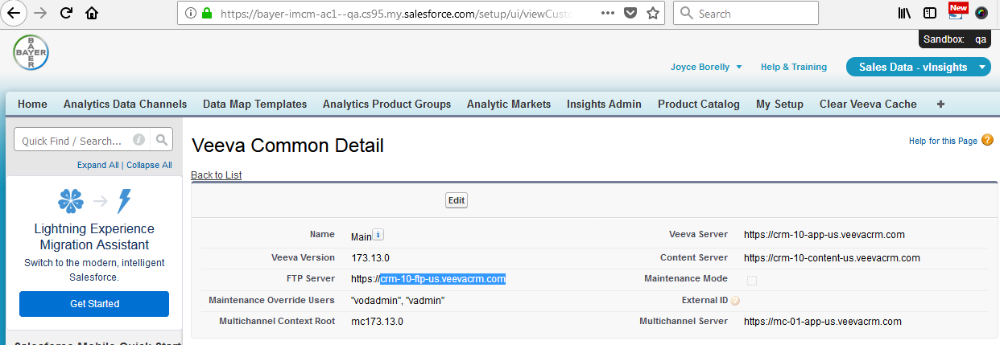 https://bayer-imcm-ac1--qa.cs95.my.salesforce.com/setup/ui/viewCusto
Search
New
Sandbox: qa
BAYER
BAYER
Joyce Borelly
Help & Training
Sales Data - vInsights
Home Analytics Data Channels Data Map Templates Analytics Product Groups Analytic Markets Insights Admin Product Catalog My Setup Clear Veeva Cache +
Quick Find / Search...
Expand All | Collapse All
Lightning Experience
Migration Assistant
Switch to the modern, intelligent
Salesforce.
Get Started
Salesforce Mobile Quick Start
Veeva Common Detail
Help for this Page
Back to List
Edit
Name Main Veeva Server https://crm-10-app-us.veevacrm.com
Veeva Version 173.13.0 Content Server https://crm-10-content-us.veevacrm.com
FTP Server https://crm-10-ftp-us.veevacrm.com Maintenance Mode
Maintenance Override Users "vodadmin", "vadmin" External ID
Multichannel Context Root mc173.13.0 Multichannel Server https://mc-01-app-us.veevacrm.com